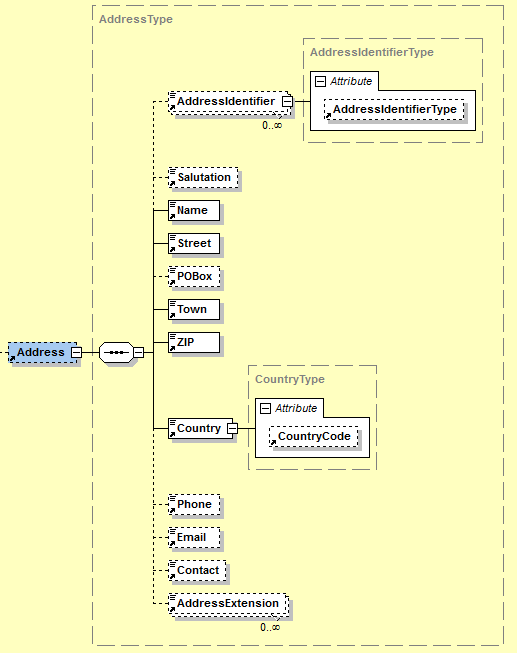 AddressType
AddressIdentifierType
Attribute
AddressIdentifier
AddressIdentifierType
0..∞
Salutation
Name
Street
POBox
Town
Address
ZIP
CountryType
Attribute
Country
CountryCode
Phone
Email
Contact
AddressExtension
0..∞